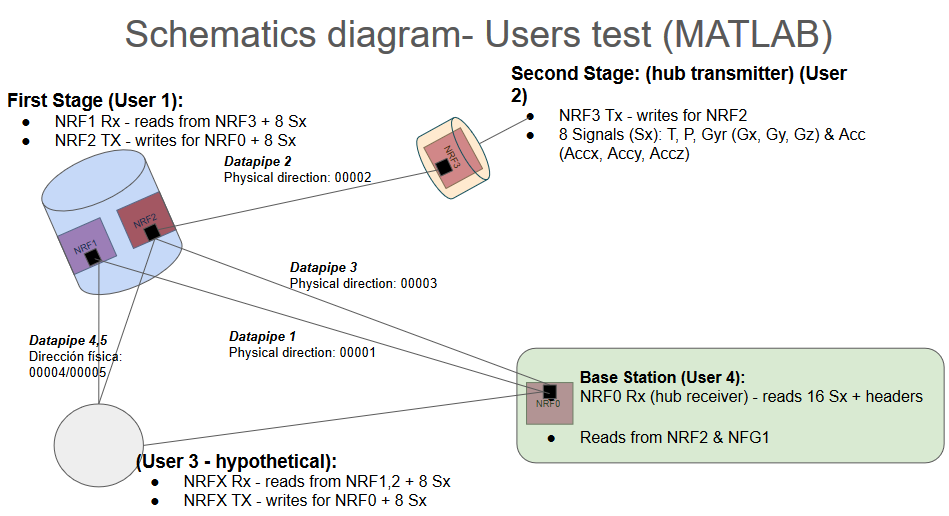 Schematics diagram- Users test (MATLAB)
First Stage (User 1):
● NRF1 Rx - reads from NRF3 + 8 Sx
● NRF2 TX - writes for NRF0 + 8 Sx
Second Stage: (hub transmitter) (User
2)
● NRF3 Tx - writes for NRF2
● 8 Signals (Sx): T, P, Gyr (Gx, Gy, Gz) & Acc
(Accx, Accy, Accz)
Datapipe 2
Physical direction: 00002
NRF3
NRF2
NRF1
Datapipe 3
Physical direction: 00003
Datapipe 4,5
Dirección física:
00004/00005
Datapipe 1
Physical direction: 00001
Base Station (User 4):
NRF0 Rx (hub receiver) - reads 16 Sx + headers
● Reads from NRF2 & NFG1
NRF0
(User 3 - hypothetical):
● NRFX Rx - reads from NRF1,2 + 8 Sx
● NRFX TX - writes for NRF0 + 8 Sx